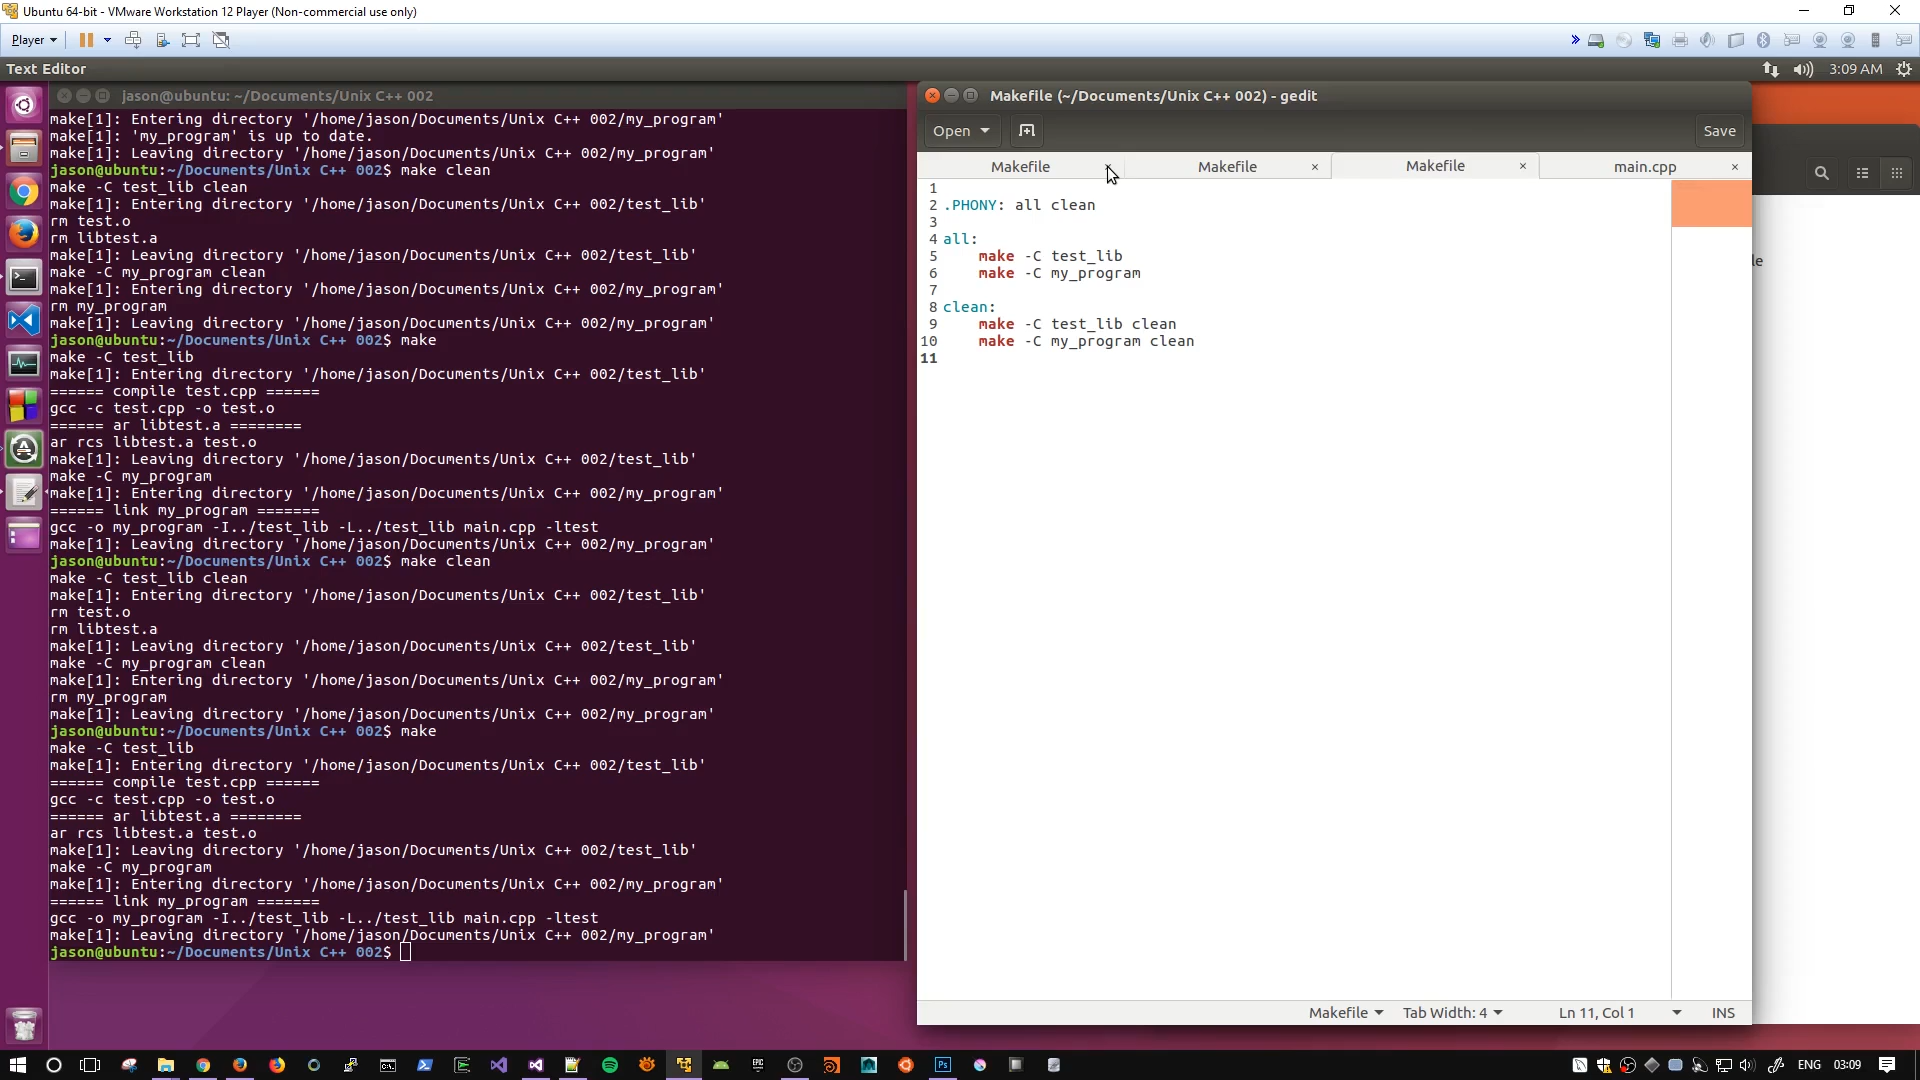 Ubuntu 64-bit - VMware Workstation 12 Player (Non-commercial use only)
Player
Text Editor
3:09 AM
jason@ubuntu: ~/Documents/Unix C++ 002
make[1]: Entering directory '/home/jason/Documents/Unix C++ 002/my_program'
make[1]: 'my_program' is up to date.
make[1]: Leaving directory '/home/jason/Documents/Unix C++ 002/my_program'
jason@ubuntu:~/Documents/Unix C++ 002$ make clean
make -C test_lib clean
make[1]: Entering directory '/home/jason/Documents/Unix C++ 002/test_lib'
rm test.o
rm libtest.a
make[1]: Leaving directory '/home/jason/Documents/Unix C++ 002/test_lib'
make -C my_program clean
make[1]: Entering directory '/home/jason/Documents/Unix C++ 002/my_program'
rm my_program
make[1]: Leaving directory '/home/jason/Documents/Unix C++ 002/my_program'
jason@ubuntu:~/Documents/Unix C++ 002$ make
make -C test_lib
make[1]: Entering directory '/home/jason/Documents/Unix C++ 002/test_lib'
====== compile test.cpp ======
gcc -c test.cpp -o test.o
====== ar libtest.a ========
ar rcs libtest.a test.o
make[1]: Leaving directory '/home/jason/Documents/Unix C++ 002/test_lib'
make -C my_program
make[1]: Entering directory '/home/jason/Documents/Unix C++ 002/my_program'
====== link my_program =======
gcc -o my_program -I../test_lib -L../test_lib main.cpp -ltest
make[1]: Leaving directory '/home/jason/Documents/Unix C++ 002/my_program'
jason@ubuntu:~/Documents/Unix C++ 002$ make clean
make -C test_lib clean
make[1]: Entering directory '/home/jason/Documents/Unix C++ 002/test_lib'
rm test.o
rm libtest.a
make[1]: Leaving directory '/home/jason/Documents/Unix C++ 002/test_lib'
make -C my_program clean
make[1]: Entering directory '/home/jason/Documents/Unix C++ 002/my_program'
rm my_program
make[1]: Leaving directory '/home/jason/Documents/Unix C++ 002/my_program'
jason@ubuntu:~/Documents/Unix C++ 002$ make
make -C test_lib
make[1]: Entering directory '/home/jason/Documents/Unix C++ 002/test_lib'
====== compile test.cpp ======
gcc -c test.cpp -o test.o
====== ar libtest.a ========
ar rcs libtest.a test.o
make[1]: Leaving directory '/home/jason/Documents/Unix C++ 002/test_lib'
make -C my_program
make[1]: Entering directory '/home/jason/Documents/Unix C++ 002/my_program'
====== link my_program =======
gcc -o my_program -I../test_lib -L../test_lib main.cpp -ltest
make[1]: Leaving directory '/home/jason/Documents/Unix C++ 002/my_program'
jason@ubuntu:~/Documents/Unix C++ 002$
Makefile (~/Documents/Unix C++ 002) - gedit
Open
Save
Makefile
Makefile
Makefile
main.cpp
1
2 .PHONY: all clean
3
4 all:
5 make -C test_lib
6 make -C my_program
7
8 clean:
9 make -C test_lib clean
10 make -C my_program clean
11
le
Makefile
Tab Width: 4
Ln 11, Col 1
INS
Ps
EPIC
ENG
03:09